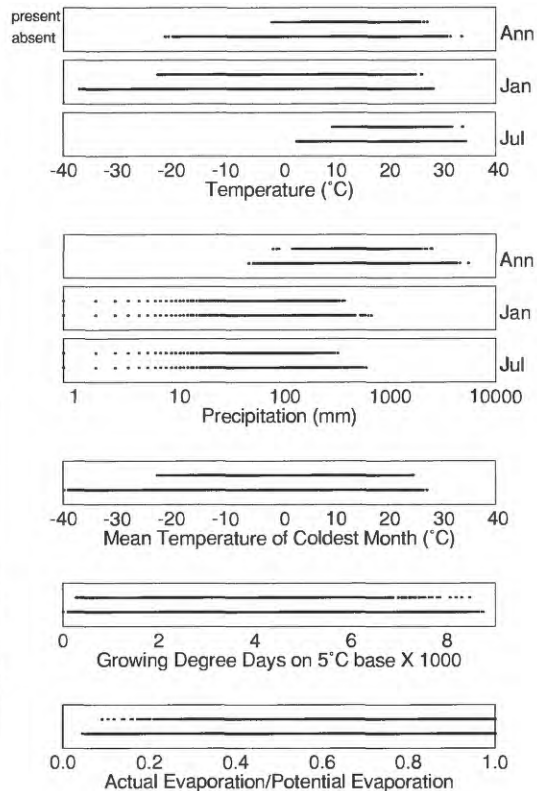 present
absent
Ann
Jan
Jul
-40 -30 -20 -10 0 10 20 30 40
Temperature (˚C)
Ann
Jan
Jul
1 10 100 1000 10000
Precipitation (mm)
-40 -30 -20 -10 0 10 20 30 40
Mean Temperature of Coldest Month (˚C)
0 2 4 6 8
Growing Degree Days on 5˚C base X 1000
0.0 0.2 0.4 0.6 0.8 1.0
Actual Evaporation/Potential Evaporation